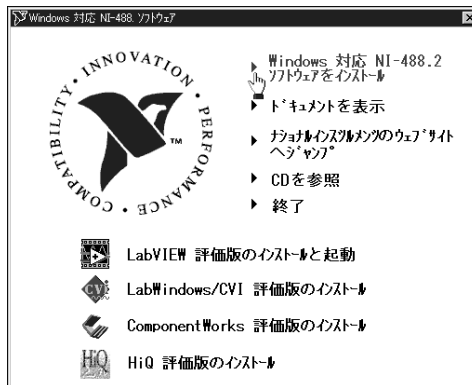 Windows 対応 NI-488. ソフトウェア
COMPATIBILITY · INNOVATION · PERFORMANCE ·
TM
Windows 対応 NI-488.2
ソフトウェアをインストール
ドキュメントを表示
ナショナルインスツルメンツのウェブサイト
へジャンプ
CDを参照
終了
LabVIEW 評価版のインストールと起動
CVI
LabWindows/CVI 評価版のインストール
ComponentWorks 評価版のインストール
HiQ
HiQ 評価版のインストール